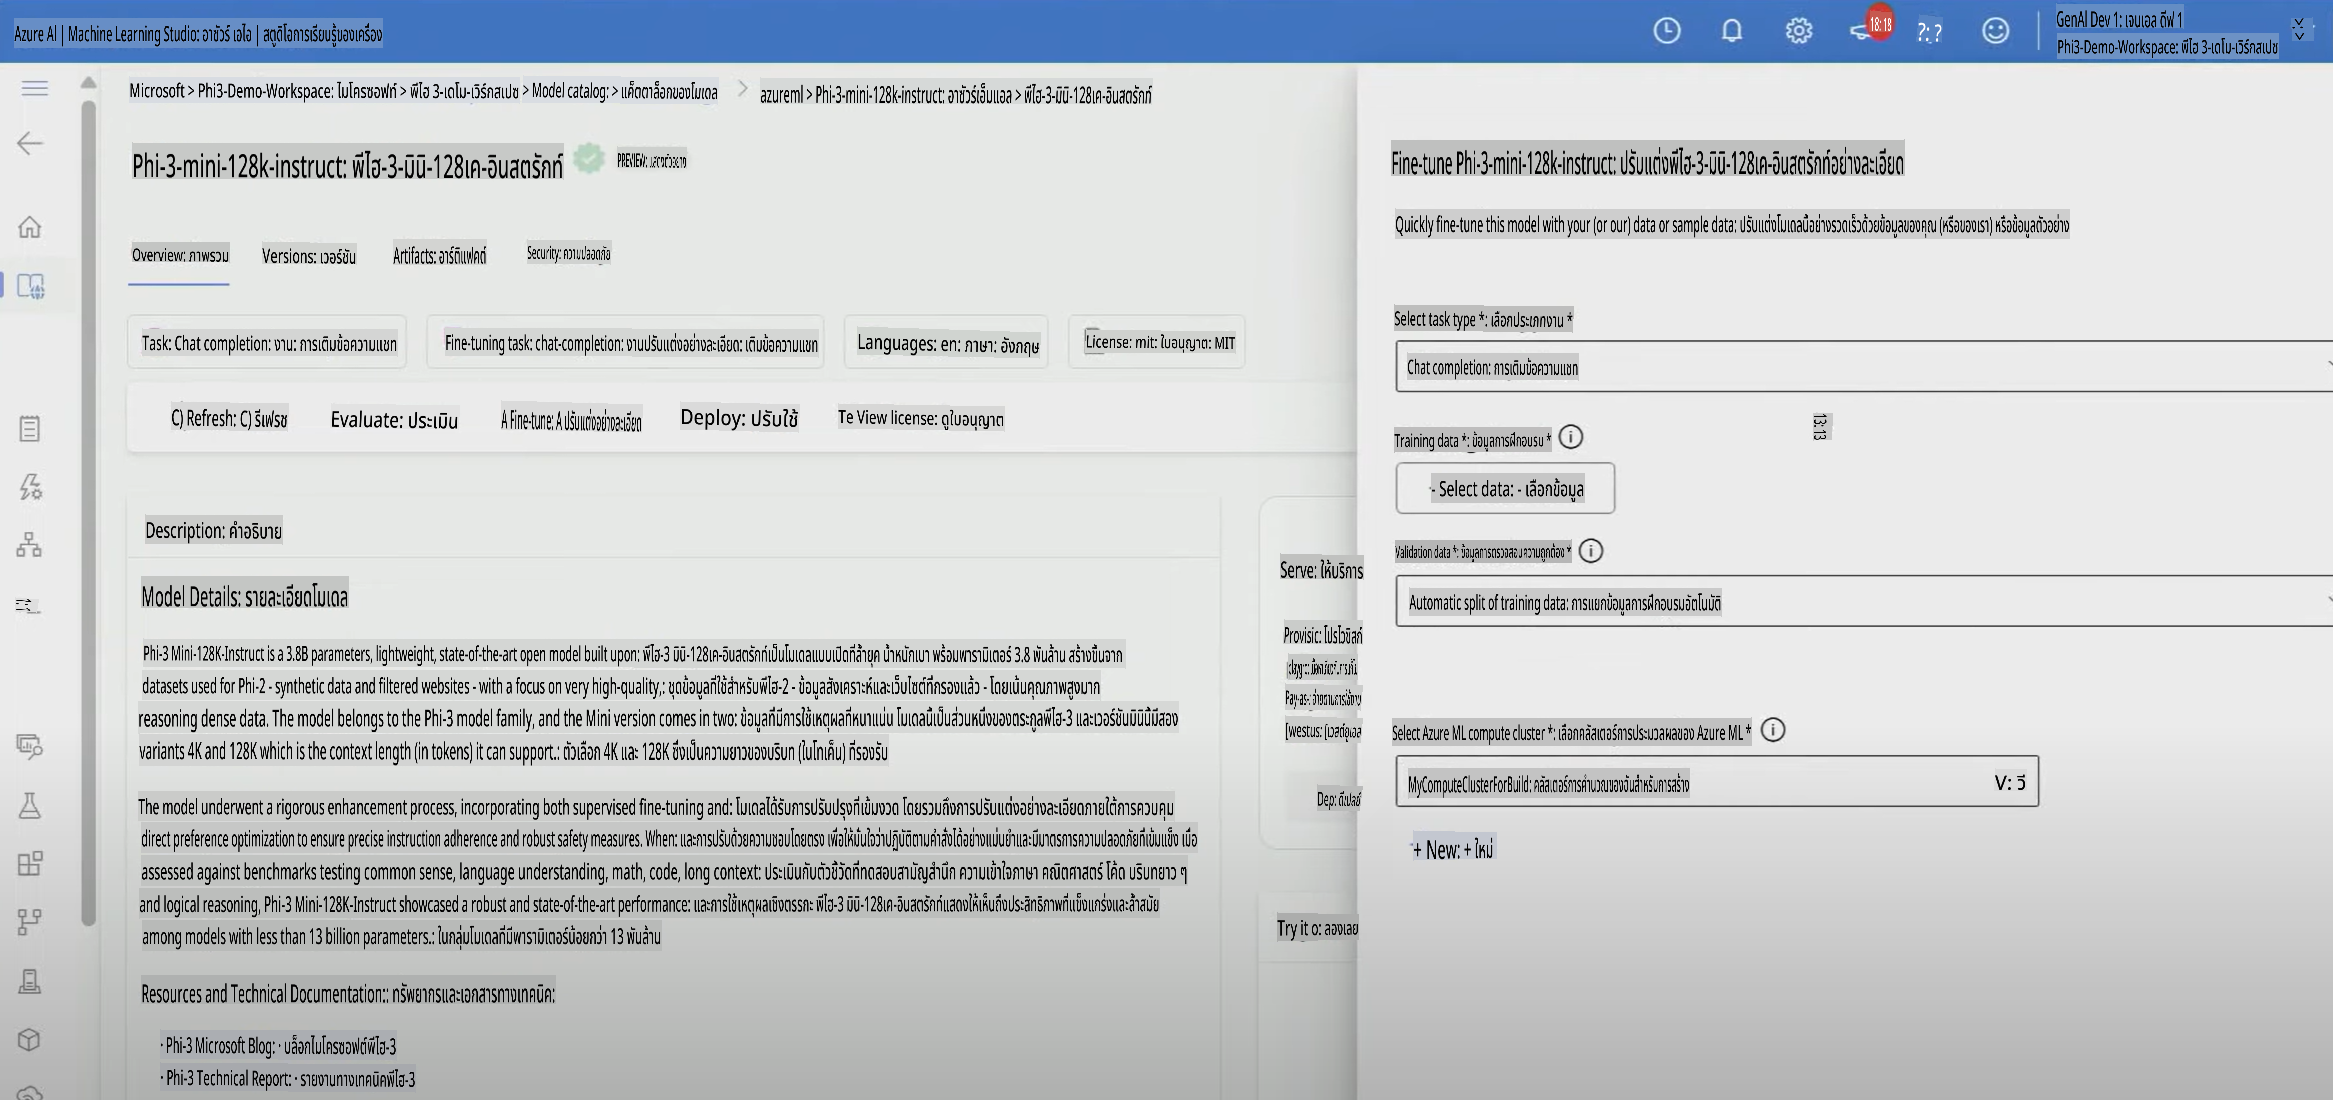 Azure AI | Machine Learning Studio: อาชัวร์ เอไอ | สตูดิโอการเรียนรู้ของเครื่อง
18: 18
?: ?
GenAI Dev 1: เจนเอล ดีฟ 1
Phi3-Demo-Workspace: พีไฮ 3-เดโม-เวิร์กสเปซ
Microsoft > Phi3-Demo-Workspace: ไมโครซอฟท์ > พีไฮ 3-เดโม-เวิร์กสเปซ > Model catalog: > แค็ตตาล็อกของโมเดล
azureml > Phi-3-mini-128k-instruct: อาชัวร์เอ็มแอล > พีไฮ-3-มินิ-128เค-อินสตรักท์
Phi-3-mini-128k-instruct: พีไฮ-3-มินิ-128เค-อินสตรักท์
PREVIEW: แสดงตัวอย่าง
Overview: ภาพรวม
Versions: เวอร์ชัน
Artifacts: อาร์ติแฟคต์
Security: ความปลอดภัย
Task: Chat completion: งาน: การเติมข้อความแชท
Fine-tuning task: chat-completion: งานปรับแต่งอย่างละเอียด: เติมข้อความแชท
Languages: en: ภาษา: อังกฤษ
License: mit: ใบอนุญาต: MIT
C) Refresh: C) รีเฟรช
Evaluate: ประเมิน
A Fine-tune: A ปรับแต่งอย่างละเอียด
Deploy: ปรับใช้
Te View license: ดูใบอนุญาต
Description: คำอธิบาย
Model Details: รายละเอียดโมเดล
Phi-3 Mini-128K-Instruct is a 3.8B parameters, lightweight, state-of-the-art open model built upon: พีไฮ-3 มินิ-128เค-อินสตรักท์เป็นโมเดลแบบเปิดที่ล้ำยุค น้ำหนักเบา พร้อมพารามิเตอร์ 3.8 พันล้าน สร้างขึ้นจาก
datasets used for Phi-2 - synthetic data and filtered websites - with a focus on very high-quality,: ชุดข้อมูลที่ใช้สำหรับพีไฮ-2 - ข้อมูลสังเคราะห์และเว็บไซต์ที่กรองแล้ว - โดยเน้นคุณภาพสูงมาก
reasoning dense data. The model belongs to the Phi-3 model family, and the Mini version comes in two: ข้อมูลที่มีการใช้เหตุผลที่หนาแน่น โมเดลนี้เป็นส่วนหนึ่งของตระกูลพีไฮ-3 และเวอร์ชันมินินี้มีสอง
variants 4K and 128K which is the context length (in tokens) it can support.: ตัวเลือก 4K และ 128K ซึ่งเป็นความยาวของบริบท (ในโทเค็น) ที่รองรับ
The model underwent a rigorous enhancement process, incorporating both supervised fine-tuning and: โมเดลได้รับการปรับปรุงที่เข้มงวด โดยรวมถึงการปรับแต่งอย่างละเอียดภายใต้การควบคุม
direct preference optimization to ensure precise instruction adherence and robust safety measures. When: และการปรับด้วยความชอบโดยตรง เพื่อให้มั่นใจว่าปฏิบัติตามคำสั่งได้อย่างแม่นยำและมีมาตรการความปลอดภัยที่เข้มแข็ง เมื่อ
assessed against benchmarks testing common sense, language understanding, math, code, long context: ประเมินกับตัวชี้วัดที่ทดสอบสามัญสำนึก ความเข้าใจภาษา คณิตศาสตร์ โค้ด บริบทยาว ๆ
and logical reasoning, Phi-3 Mini-128K-Instruct showcased a robust and state-of-the-art performance: และการใช้เหตุผลเชิงตรรกะ พีไฮ-3 มินิ-128เค-อินสตรักท์แสดงให้เห็นถึงประสิทธิภาพที่แข็งแกร่งและล้ำสมัย
among models with less than 13 billion parameters.: ในกลุ่มโมเดลที่มีพารามิเตอร์น้อยกว่า 13 พันล้าน
Resources and Technical Documentation:: ทรัพยากรและเอกสารทางเทคนิค:
· Phi-3 Microsoft Blog: · บล็อกไมโครซอฟต์พีไฮ-3
· Phi-3 Technical Report: · รายงานทางเทคนิคพีไฮ-3
Serve: ให้บริการ
Provisic: โปรไวซิสก์
Pay-as-: จ่ายตามการใช้งาน
[westus: [เวสต์ยูเอส
Dep: ดีเปลย์
Try it o: ลองเลย
Fine-tune Phi-3-mini-128k-instruct: ปรับแต่งพีไฮ-3-มินิ-128เค-อินสตรักท์อย่างละเอียด
Quickly fine-tune this model with your (or our) data or sample data: ปรับแต่งโมเดลนี้อย่างรวดเร็วด้วยข้อมูลของคุณ (หรือของเรา) หรือข้อมูลตัวอย่าง
Select task type *: เลือกประเภทงาน *
Chat completion: การเติมข้อความแชท
13: 13
Training data *: ข้อมูลการฝึกอบรม *
- Select data: - เลือกข้อมูล
Validation data *: ข้อมูลการตรวจสอบความถูกต้อง *
Automatic split of training data: การแยกข้อมูลการฝึกอบรมอัตโนมัติ
Select Azure ML compute cluster *: เลือกคลัสเตอร์การประมวลผลของ Azure ML *
MyComputeClusterForBuild: คลัสเตอร์การคำนวณของฉันสำหรับการสร้าง
V: วี
+ New: + ใหม่